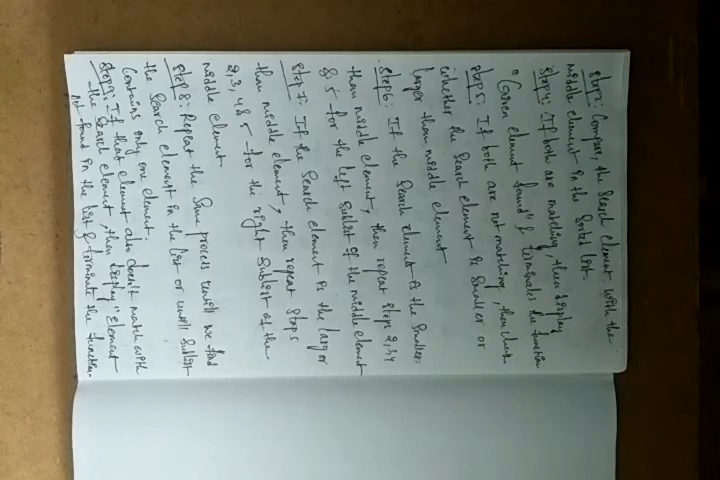 Step3: Compare, the Search element with the
middle element in the Sorted list.
Step4: If both are matching, then display
"Given element found" & terminates the function
Step5: If both are not matching, then check
whether the Search element is Smaller or
larger than middle element
Step6: If the Search element is the Smaller
than middle element, then repeat Steps 2,3,4
& 5 for the left Sublist of the middle element
Step7: If the Search element is the larger
than middle element, then repeat Steps
2,3,4 & 5 for the right Sublist of the
middle element
Step8: Repeat the Same process until we find
the Search element in the list or until Sublist
Contains only one element.
Step9: If that element also doesn't match with
the Search element, then display "Element
not found in the list & terminate the function.